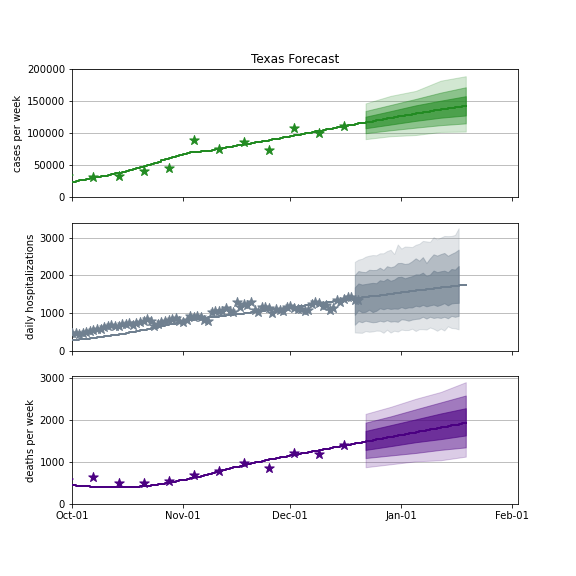 Texas Forecast
200000
150000
100000
50000
0
cases per week
3000
2000
1000
0
daily hospitalizations
3000
2000
1000
0
deaths per week
Oct-01 Nov-01 Dec-01 Jan-01 Feb-01